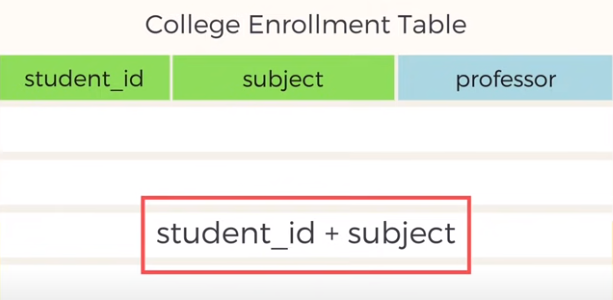 College Enrollment Table
student_id subject professor
student_id + subject